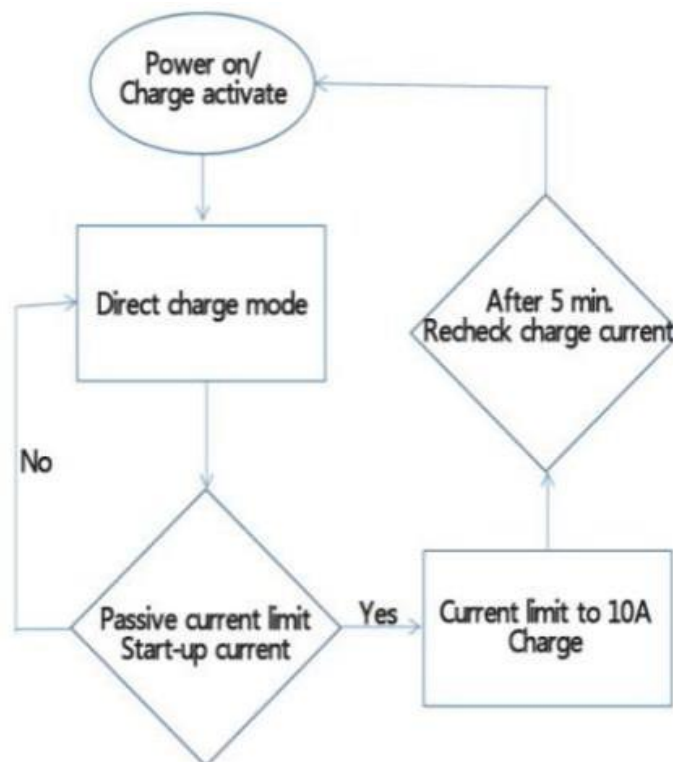 Power on/
Charge activate
Direct charge mode
After 5 min.
Recheck charge current
No
Passive current limit
Start-up current
Yes
Current limit to 10A
Charge